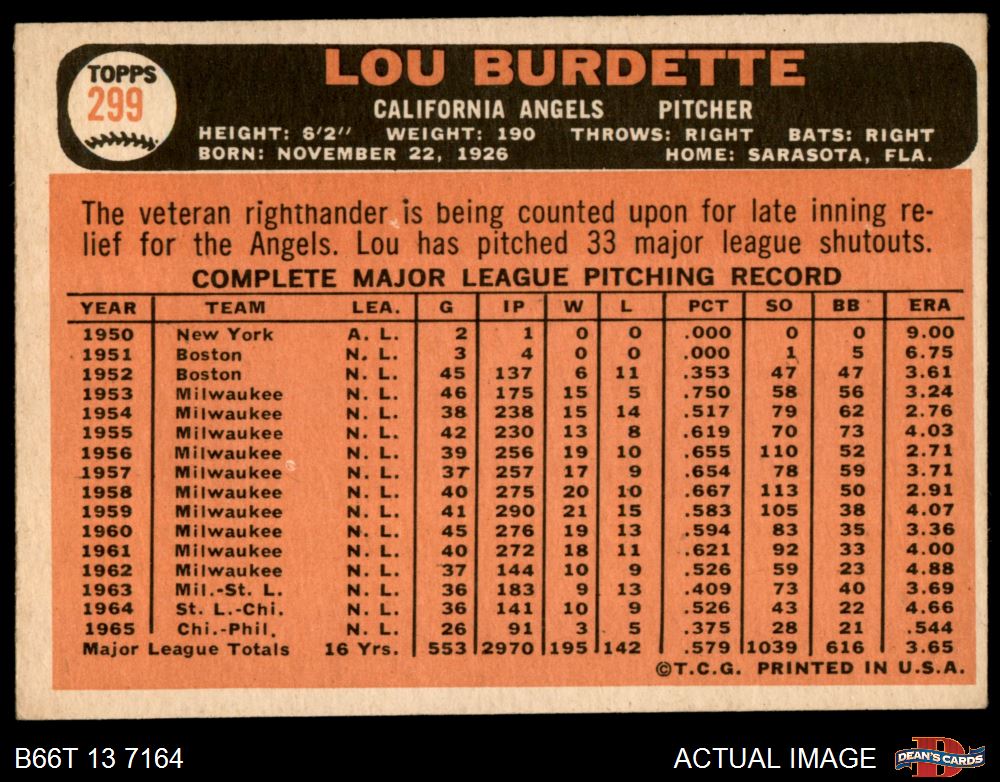 TOPPS
299
LOU BURDETTE
CALIFORNIA ANGELS PITCHER
HEIGHT: 6'2" WEIGHT: 190 THROWS: RIGHT BATS: RIGHT
BORN: NOVEMBER 22, 1926 HOME: SARASOTA, FLA.
The veteran righthander is being counted upon for late inning re-
lief for the Angels. Lou has pitched 33 major league shutouts.
COMPLETE MAJOR LEAGUE PITCHING RECORD
YEAR TEAM LEA. G IP W L PCT SO BB ERA
1950 New York A. L. 2 1 0 0 .000 0 0 9.00
1951 Boston N. L. 3 4 0 0 .000 1 5 6.75
1952 Boston N. L. 45 137 6 11 .353 47 47 3.61
1953 Milwaukee N. L. 46 175 15 5 .750 58 56 3.24
1954 Milwaukee N. L. 38 238 15 14 .517 79 62 2.76
1955 Milwaukee N. L. 42 230 13 8 .619 70 73 4.03
1956 Milwaukee N. L. 39 256 19 10 .655 110 52 2.71
1957 Milwaukee N. L. 37 257 17 9 .654 78 59 3.71
1958 Milwaukee N. L. 40 275 20 10 .667 113 50 2.91
1959 Milwaukee N. L. 41 290 21 15 .583 105 38 4.07
1960 Milwaukee N. L. 45 276 19 13 .594 83 35 3.36
1961 Milwaukee N. L. 40 272 18 11 .621 92 33 4.00
1962 Milwaukee N. L. 37 144 10 9 .526 59 23 4.88
1963 Mil.-St. L. N. L. 36 183 9 13 .409 73 40 3.69
1964 St. L.-Chi. N. L. 36 141 10 9 .526 43 22 4.66
1965 Chi.-Phil. N. L. 26 91 3 5 .375 28 21 .544
Major League Totals 16 Yrs. 553 2970 195 142 .579 1039 616 3.65
©T.C.G. PRINTED IN U.S.A.
B66T 13 7164 ACTUAL IMAGE
DEAN'S CARDS